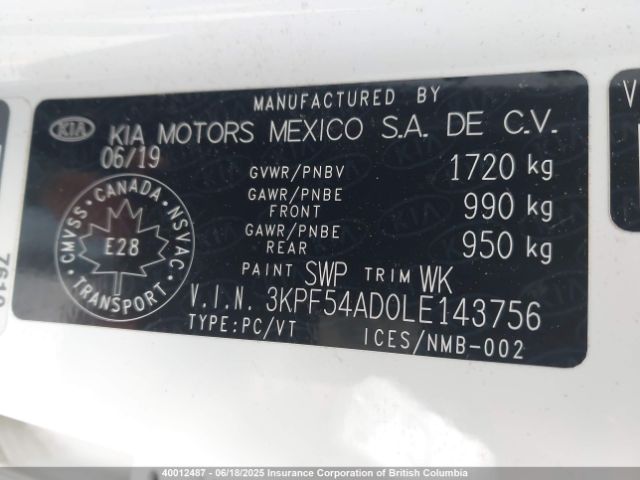 MANUFACTURED BY
KIA KIA MOTORS MEXICO S.A. DE C.V.
06/19
GVWR/PNBV 1720 kg
GAWR/PNBE FRONT 990 kg
GAWR/PNBE REAR 950 kg
CANADA
CMVSS • NSVAC
E28
TRANSPORT
PAINT SWP TRIM WK
V.I.N. 3KPF54AD0LE143756
TYPE:PC/VT ICES/NMB-002
V
40012487 - 06/18/2025 Insurance Corporation of British Columbia